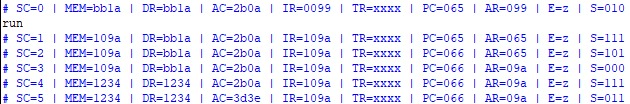 # SC=0 | MEM=bb1a | DR=bb1a | AC=2b0a | IR=0099 | TR=xxxx | PC=065 | AR=099 | E=z | S=010
run
# SC=1 | MEM=109a | DR=bb1a | AC=2b0a | IR=0099 | TR=xxxx | PC=065 | AR=065 | E=z | S=111
# SC=2 | MEM=109a | DR=bb1a | AC=2b0a | IR=109a | TR=xxxx | PC=066 | AR=065 | E=z | S=101
# SC=3 | MEM=109a | DR=bb1a | AC=2b0a | IR=109a | TR=xxxx | PC=066 | AR=09a | E=z | S=000
# SC=4 | MEM=1234 | DR=1234 | AC=2b0a | IR=109a | TR=xxxx | PC=066 | AR=09a | E=z | S=111
# SC=5 | MEM=1234 | DR=1234 | AC=3d3e | IR=109a | TR=xxxx | PC=066 | AR=09a | E=z | S=011